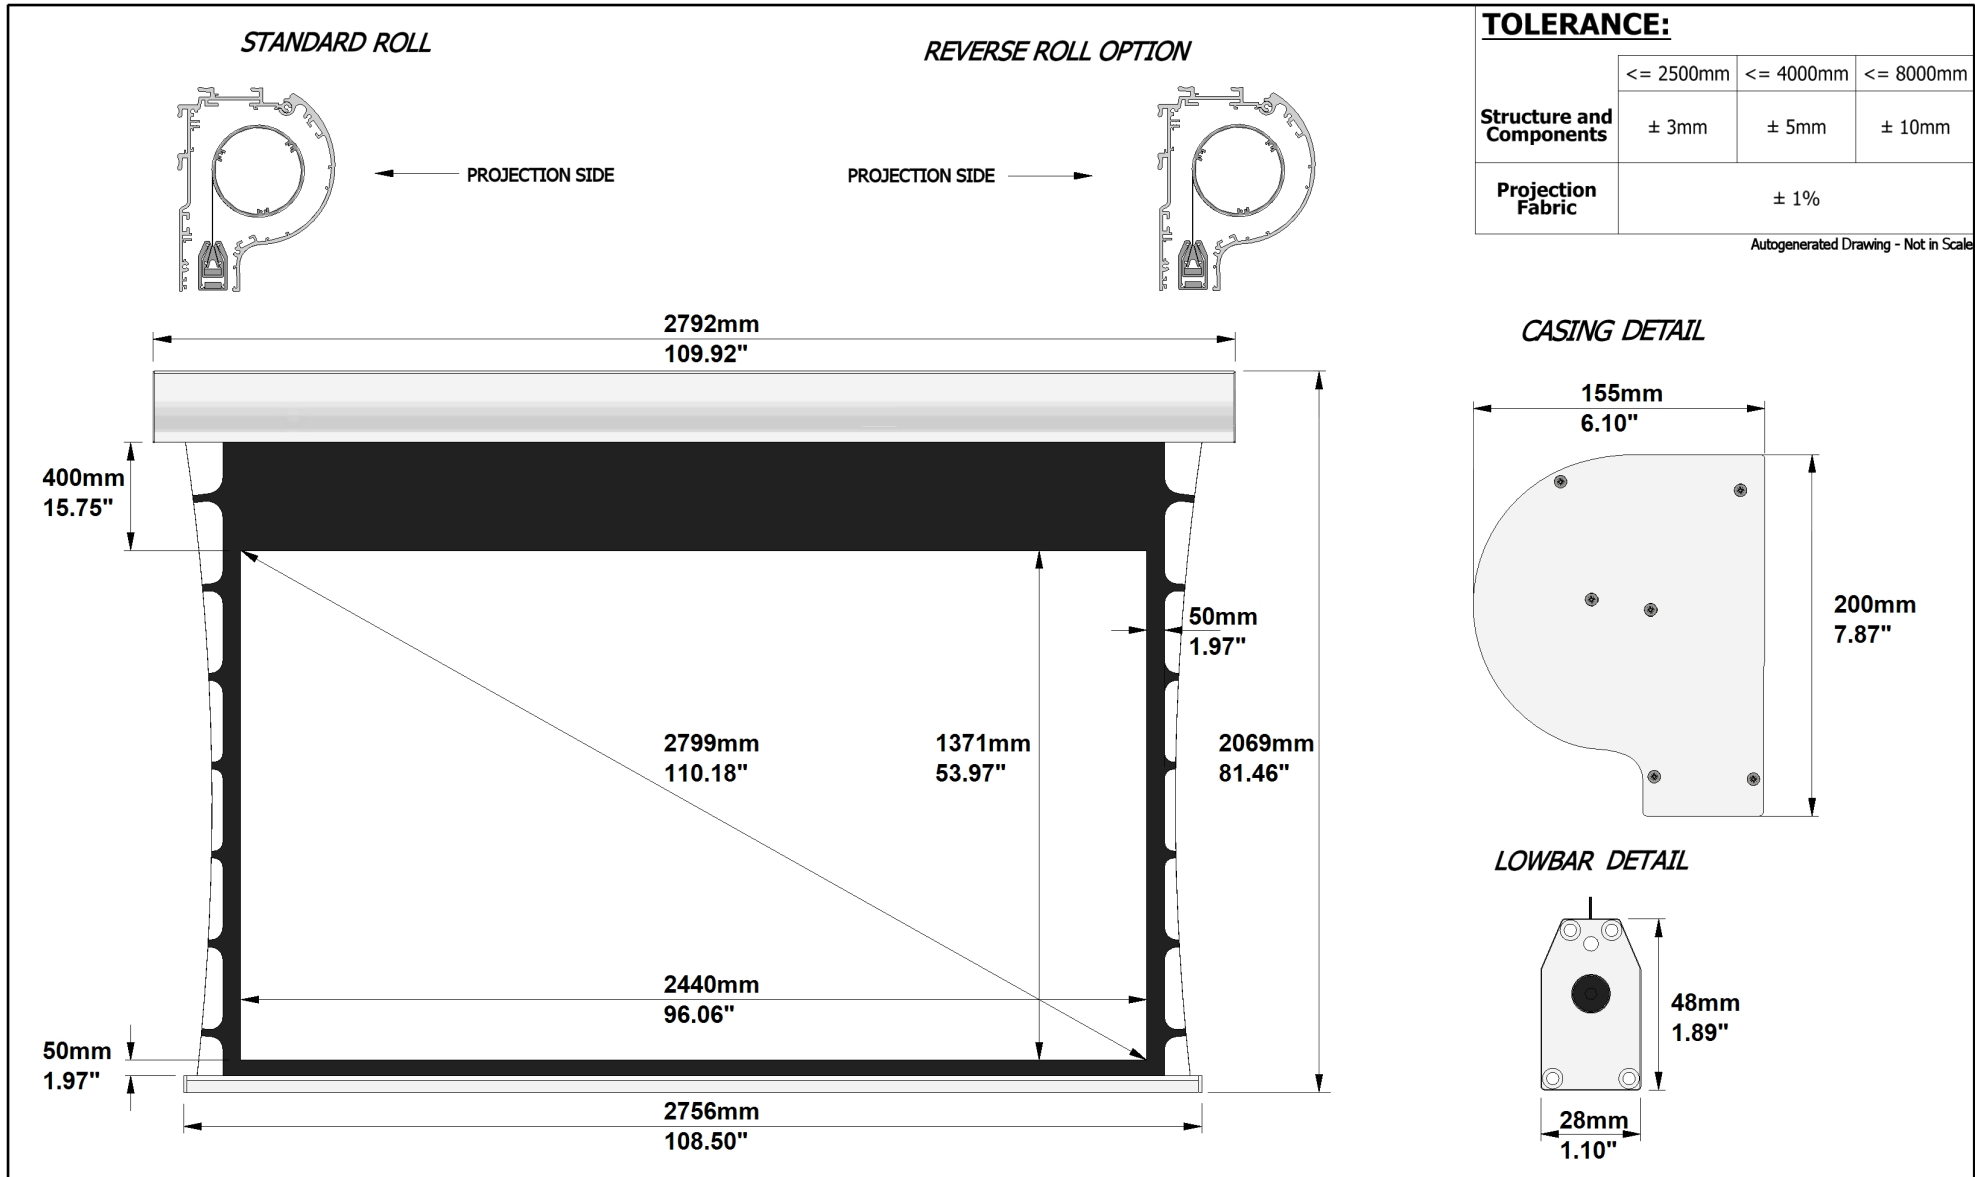 STANDARD ROLL
REVERSE ROLL OPTION
PROJECTION SIDE
PROJECTION SIDE
TOLERANCE:
<= 2500mm <= 4000mm <= 8000mm
Structure and
Components
± 3mm ± 5mm ± 10mm
Projection
Fabric
± 1%
Autogenerated Drawing - Not in Scale
2792mm
109.92"
400mm
15.75"
50mm
1.97"
2799mm
110.18"
1371mm
53.97"
2069mm
81.46"
2440mm
96.06"
50mm
1.97"
2756mm
108.50"
CASING DETAIL
155mm
6.10"
200mm
7.87"
LOWBAR DETAIL
48mm
1.89"
28mm
1.10"